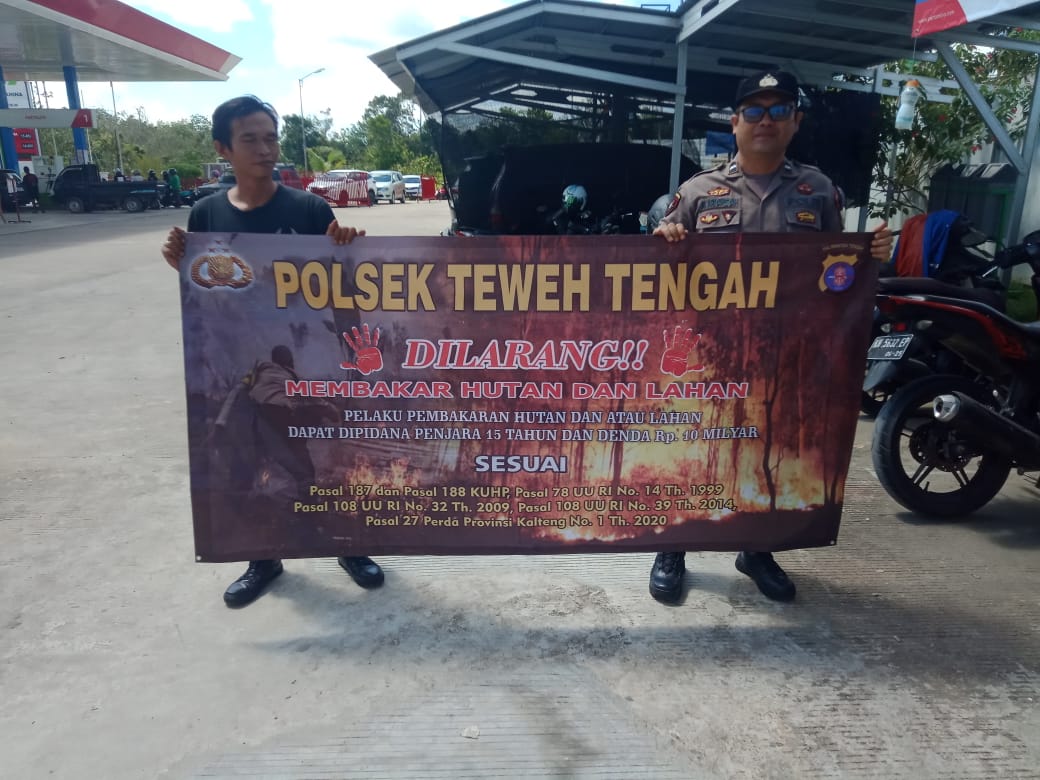 POLSEK TEWEH TENGAH
DILARANG!!
MEMBAKAR HUTAN DAN LAHAN
PELAKU PEMBAKARAN HUTAN DAN ATAU LAHAN
DAPAT DIPIDANA PENJARA 15 TAHUN DAN DENDA Rp. 10 MILYAR
SESUAI
Pasal 187 dan Pasal 188 KUHP, Pasal 78 UU RI No. 14 Th. 1999
Pasal 108 UU RI No. 32 Th. 2009, Pasal 108 UU RI No. 39 Th. 2014,
Pasal 27 Perda Provinsi Kalteng No. 1 Th. 2020
1